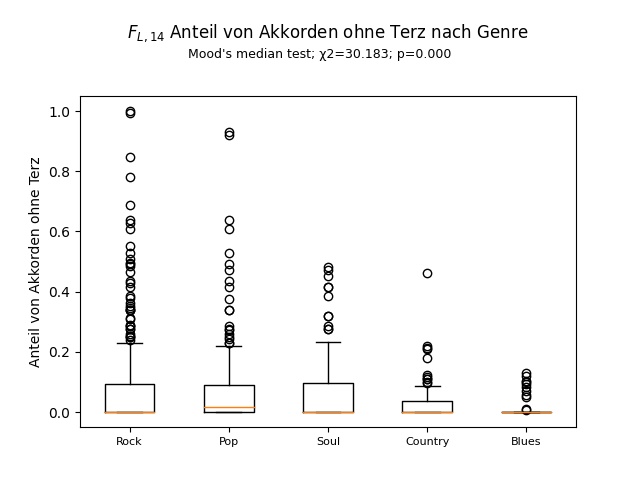 F_{L,14} Anteil von Akkorden ohne Terz nach Genre
Mood's median test; χ2=30.183; p=0.000
Anteil von Akkorden ohne Terz
1.0
0.8
0.6
0.4
0.2
0.0
Rock Pop Soul Country Blues